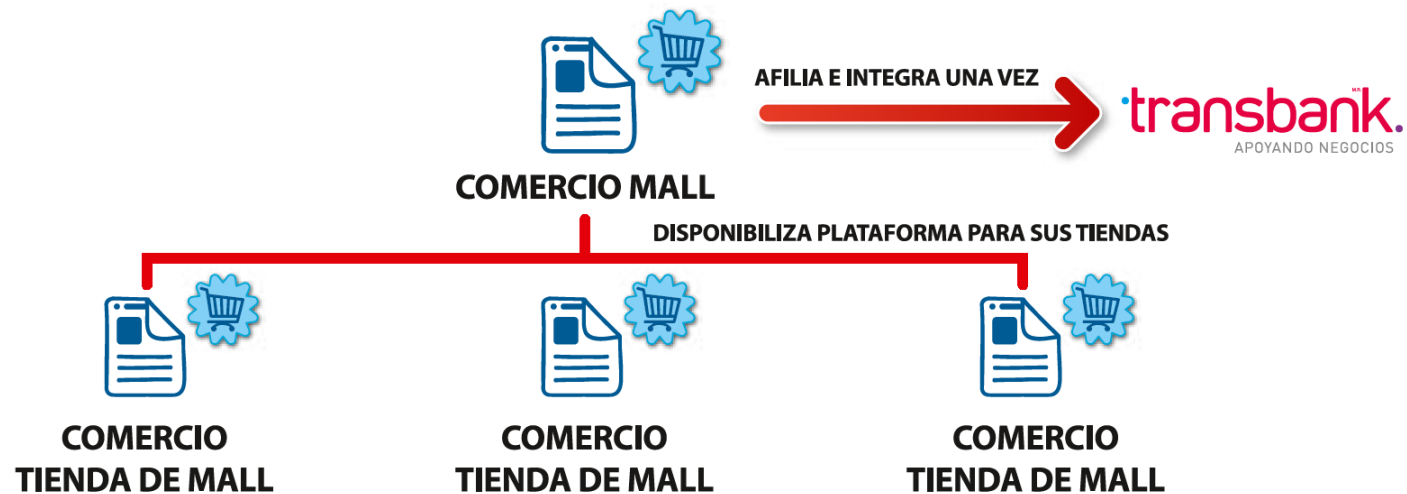 AFILIA E INTEGRA UNA VEZ
transbank.
APOYANDO NEGOCIOS
COMERCIO MALL
DISPONIBILIZA PLATAFORMA PARA SUS TIENDAS
COMERCIO
TIENDA DE MALL
COMERCIO
TIENDA DE MALL
COMERCIO
TIENDA DE MALL